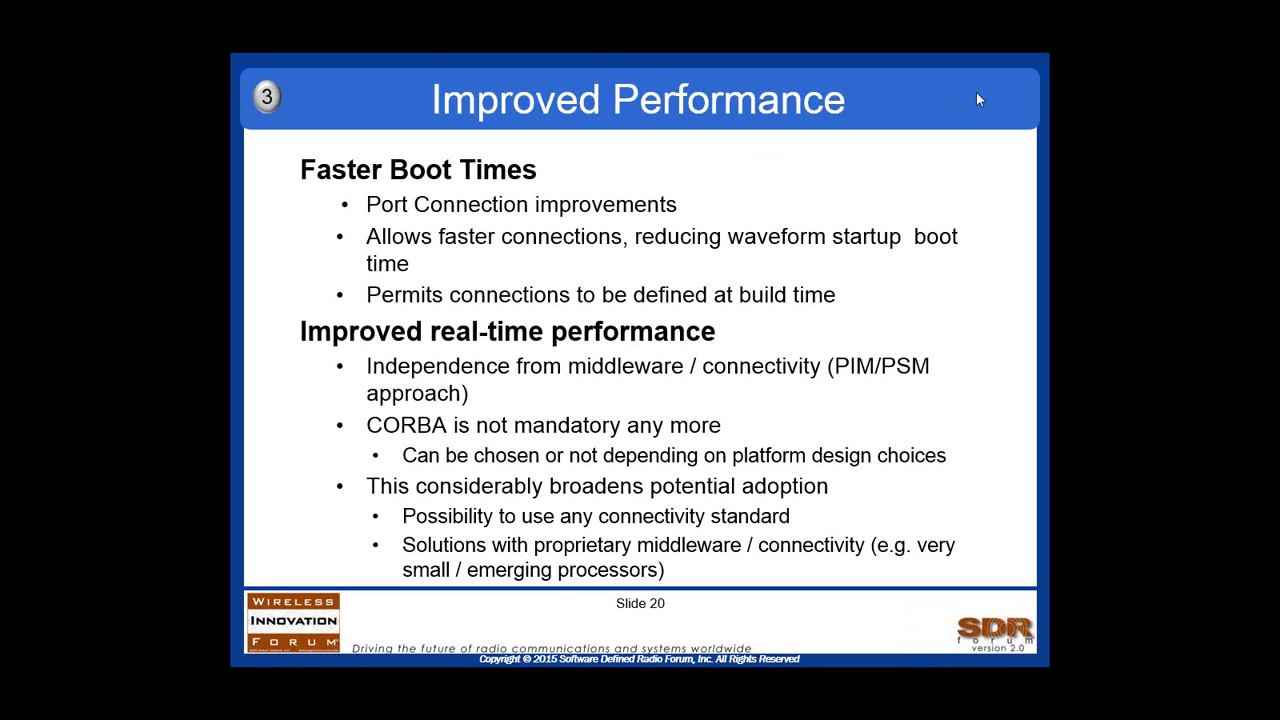 3
Improved Performance
Faster Boot Times
• Port Connection improvements
• Allows faster connections, reducing waveform startup  boot
time
• Permits connections to be defined at build time
Improved real-time performance
• Independence from middleware / connectivity (PIM/PSM
approach)
• CORBA is not mandatory any more
• Can be chosen or not depending on platform design choices
• This considerably broadens potential adoption
• Possibility to use any connectivity standard
• Solutions with proprietary middleware / connectivity (e.g. very
small / emerging processors)
WIRELESS
INNOVATION
FORUM
Slide 20
SDR
forum
version 2.0
Driving the future of radio communications and systems worldwide
Copyright © 2015 Software Defined Radio Forum, Inc. All Rights Reserved